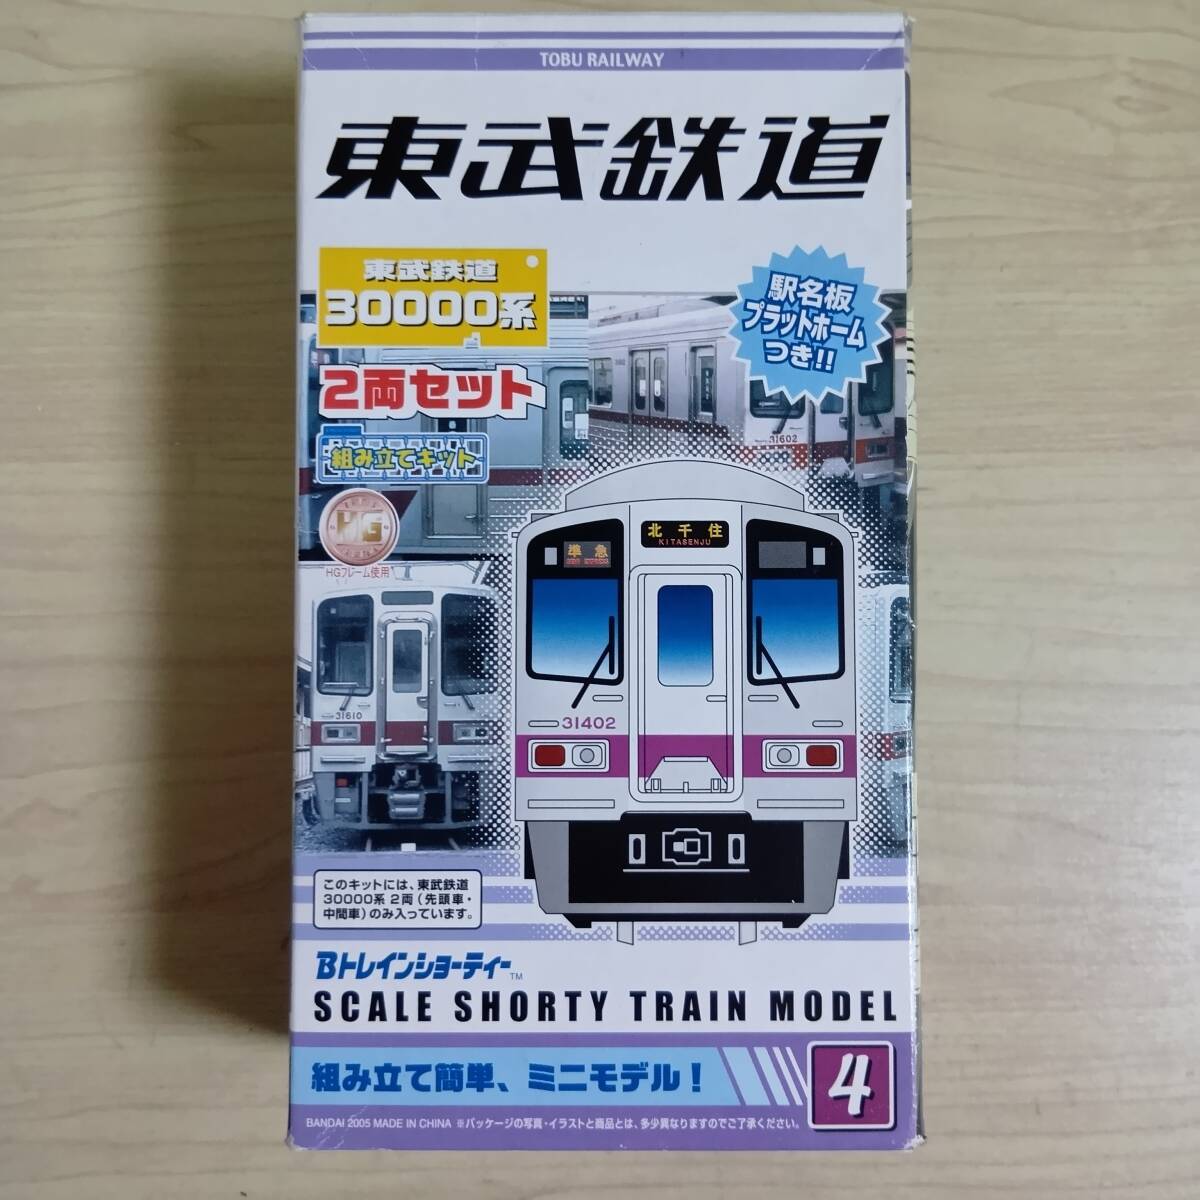 TOBU RAILWAY
東武鉄道
東武鉄道
30000系
2両セット
組み立てキット
HG
HGフレーム使用
駅名板
プラットホーム
つき!!
31602
北千住
KITASENJU
準急
31610
31402
このキットには、東武鉄道
30000系 2両(先頭車・
中間車)のみ入っています。
Bトレインショーティー™
SCALE SHORTY TRAIN MODEL
組み立て簡単、ミニモデル!
4
BANDAI 2005 MADE IN CHINA ※パッケージの写真・イラストと商品とは、多少異なりますのでご了承ください。